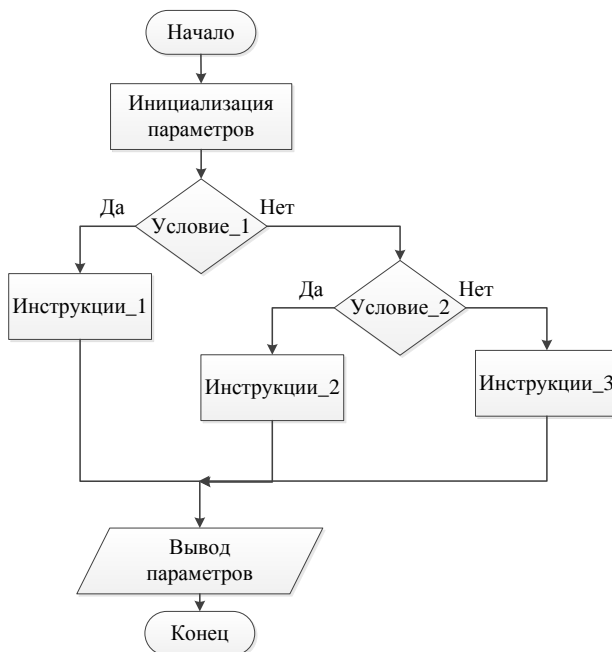 Начало
Инициализация
параметров
Да
Условие_1
Нет
Инструкции_1
Да
Условие_2
Нет
Инструкции_2
Инструкции_3
Вывод
параметров
Конец